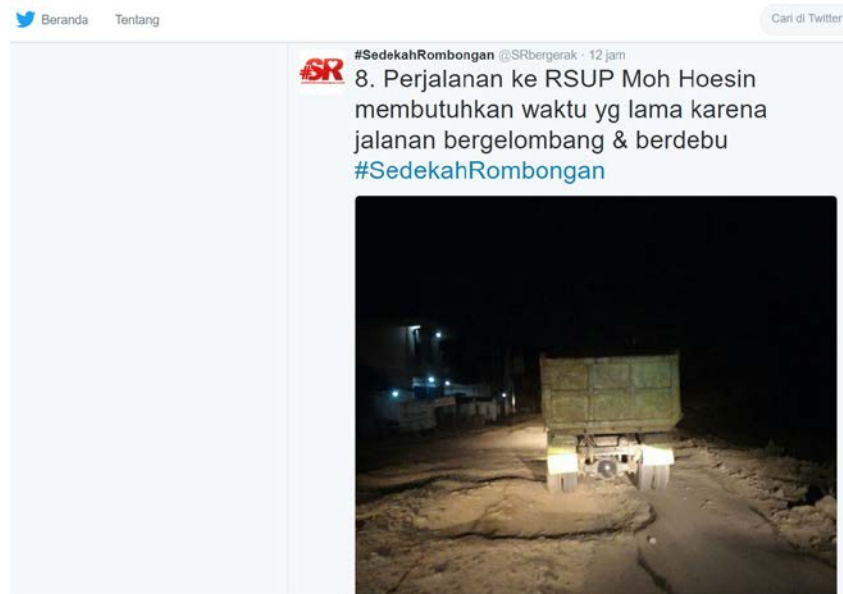 Beranda Tentang Cari di Twitter
#SedekahRombongan @SRbergerak · 12 jam
#SR
8. Perjalanan ke RSUP Moh Hoesin
membutuhkan waktu yg lama karena
jalanan bergelombang & berdebu
#SedekahRombongan